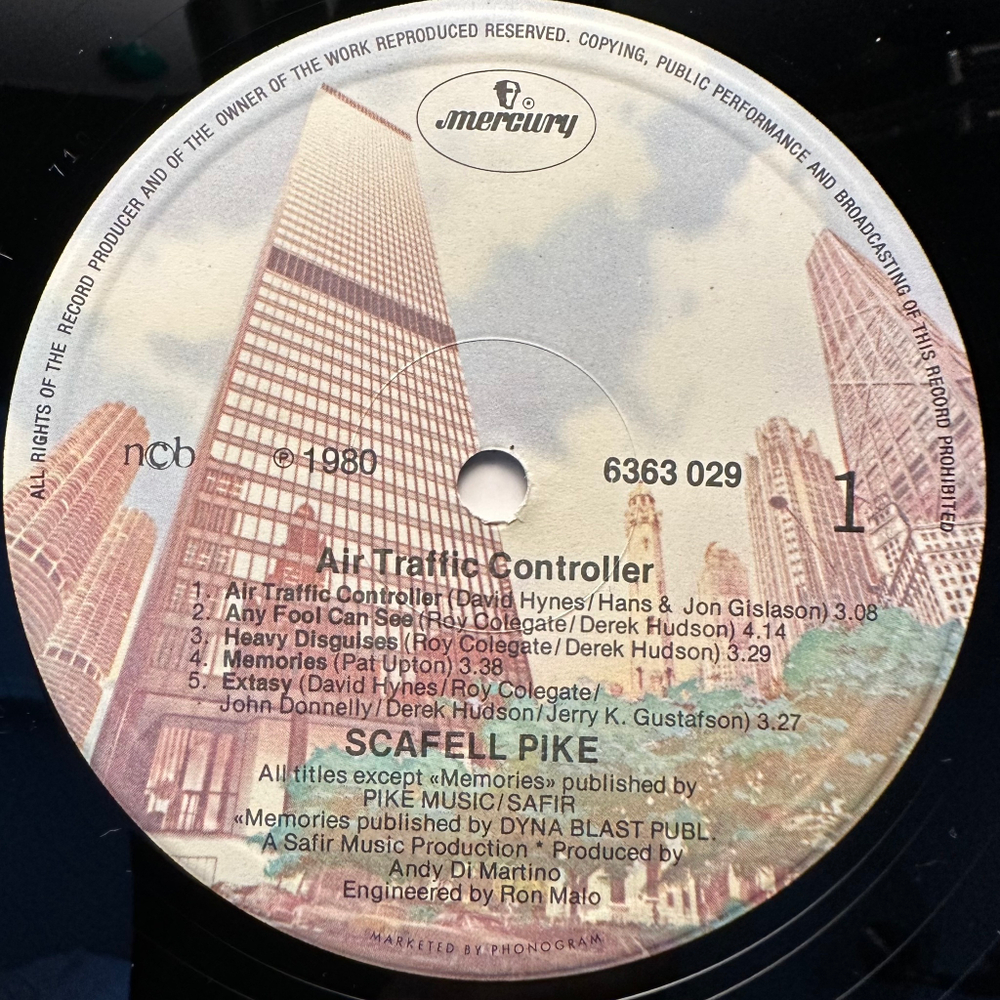 ALL RIGHTS OF THE RECORD PRODUCER AND OF THE OWNER OF THE WORK REPRODUCED RESERVED. COPYING, PUBLIC PERFORMANCE AND BROADCASTING OF THIS RECORD PROHIBITED
mercury
ncb ℗ 1980 6363 029 1
Air Traffic Controller
1. Air Traffic Controller (David Hynes/Hans & Jon Gislason) 3.08
2. Any Fool Can See (Roy Colegate/Derek Hudson) 4.14
3. Heavy Disguises (Roy Colegate/Derek Hudson) 3.29
4. Memories (Pat Upton) 3.38
5. Extasy (David Hynes/Roy Colegate/
John Donnelly/Derek Hudson/Jerry K. Gustafson) 3.27
SCAFELL PIKE
All titles except «Memories» published by
PIKE MUSIC/SAFIR
«Memories published by DYNA BLAST PUBL.
A Safir Music Production * Produced by
Andy Di Martino
Engineered by Ron Malo
MARKETED BY PHONOGRAM